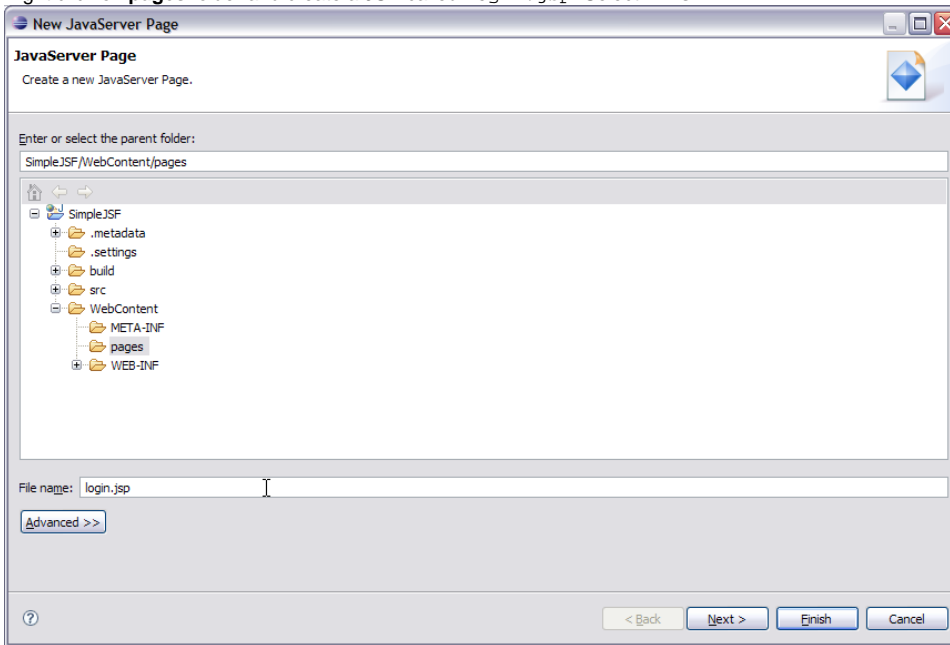 New JavaServer Page
JavaServer Page
Create a new JavaServer Page.
Enter or select the parent folder:
SimpleJSF/WebContent/pages
SimpleJSF
.metadata
.settings
build
src
WebContent
META-INF
pages
WEB-INF
File name: login.jsp
Advanced >>
< Back Next > Finish Cancel